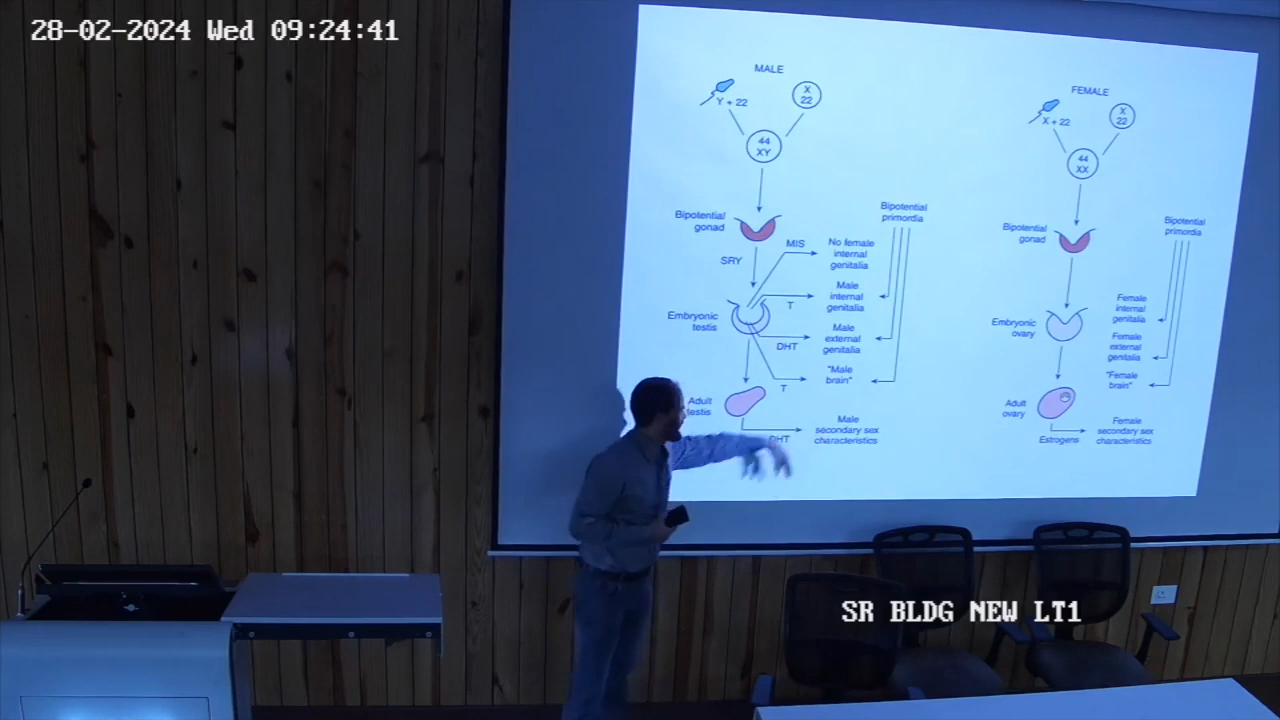 28-02-2024 Wed 09:24:41
MALE
Y + 22
X
22
44
XY
Bipotential
gonad
SRY
MIS
No female
internal
genitalia
Bipotential
primordia
T
Male
internal
genitalia
Embryonic
testis
DHT
Male
external
genitalia
T
"Male
brain"
Adult
testis
DHT
Male
secondary sex
characteristics
FEMALE
X + 22
X
22
44
XX
Bipotential
gonad
Bipotential
primordia
Embryonic
ovary
Female
internal
genitalia
Female
external
genitalia
"Female
brain"
Adult
ovary
Estrogens
Female
secondary sex
characteristics
SR BLDG NEW LT1